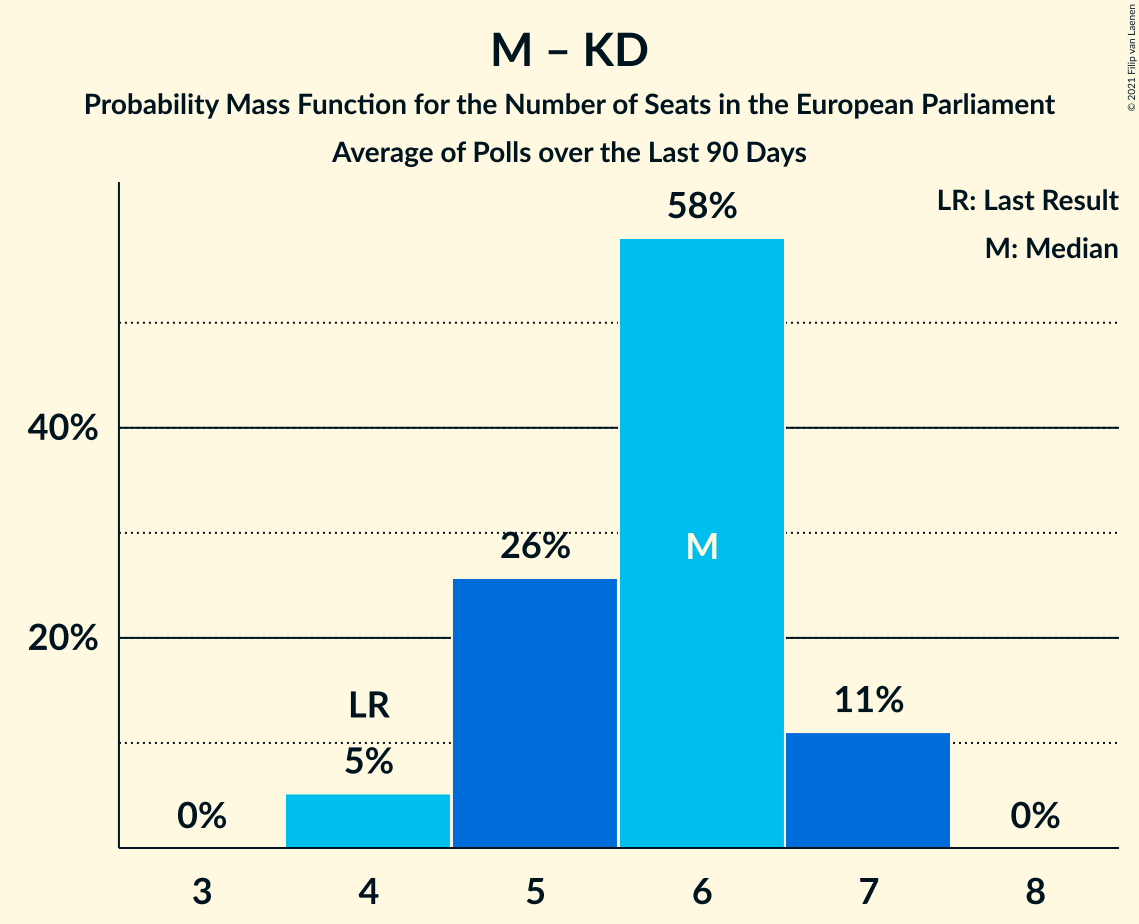 M – KD
Probability Mass Function for the Number of Seats in the European Parliament
Average of Polls over the Last 90 Days
© 2021 Filip van Laenen
LR: Last Result
M: Median
58%
40%
26%
M
20%
LR
11%
5%
0%
0%
3 4 5 6 7 8